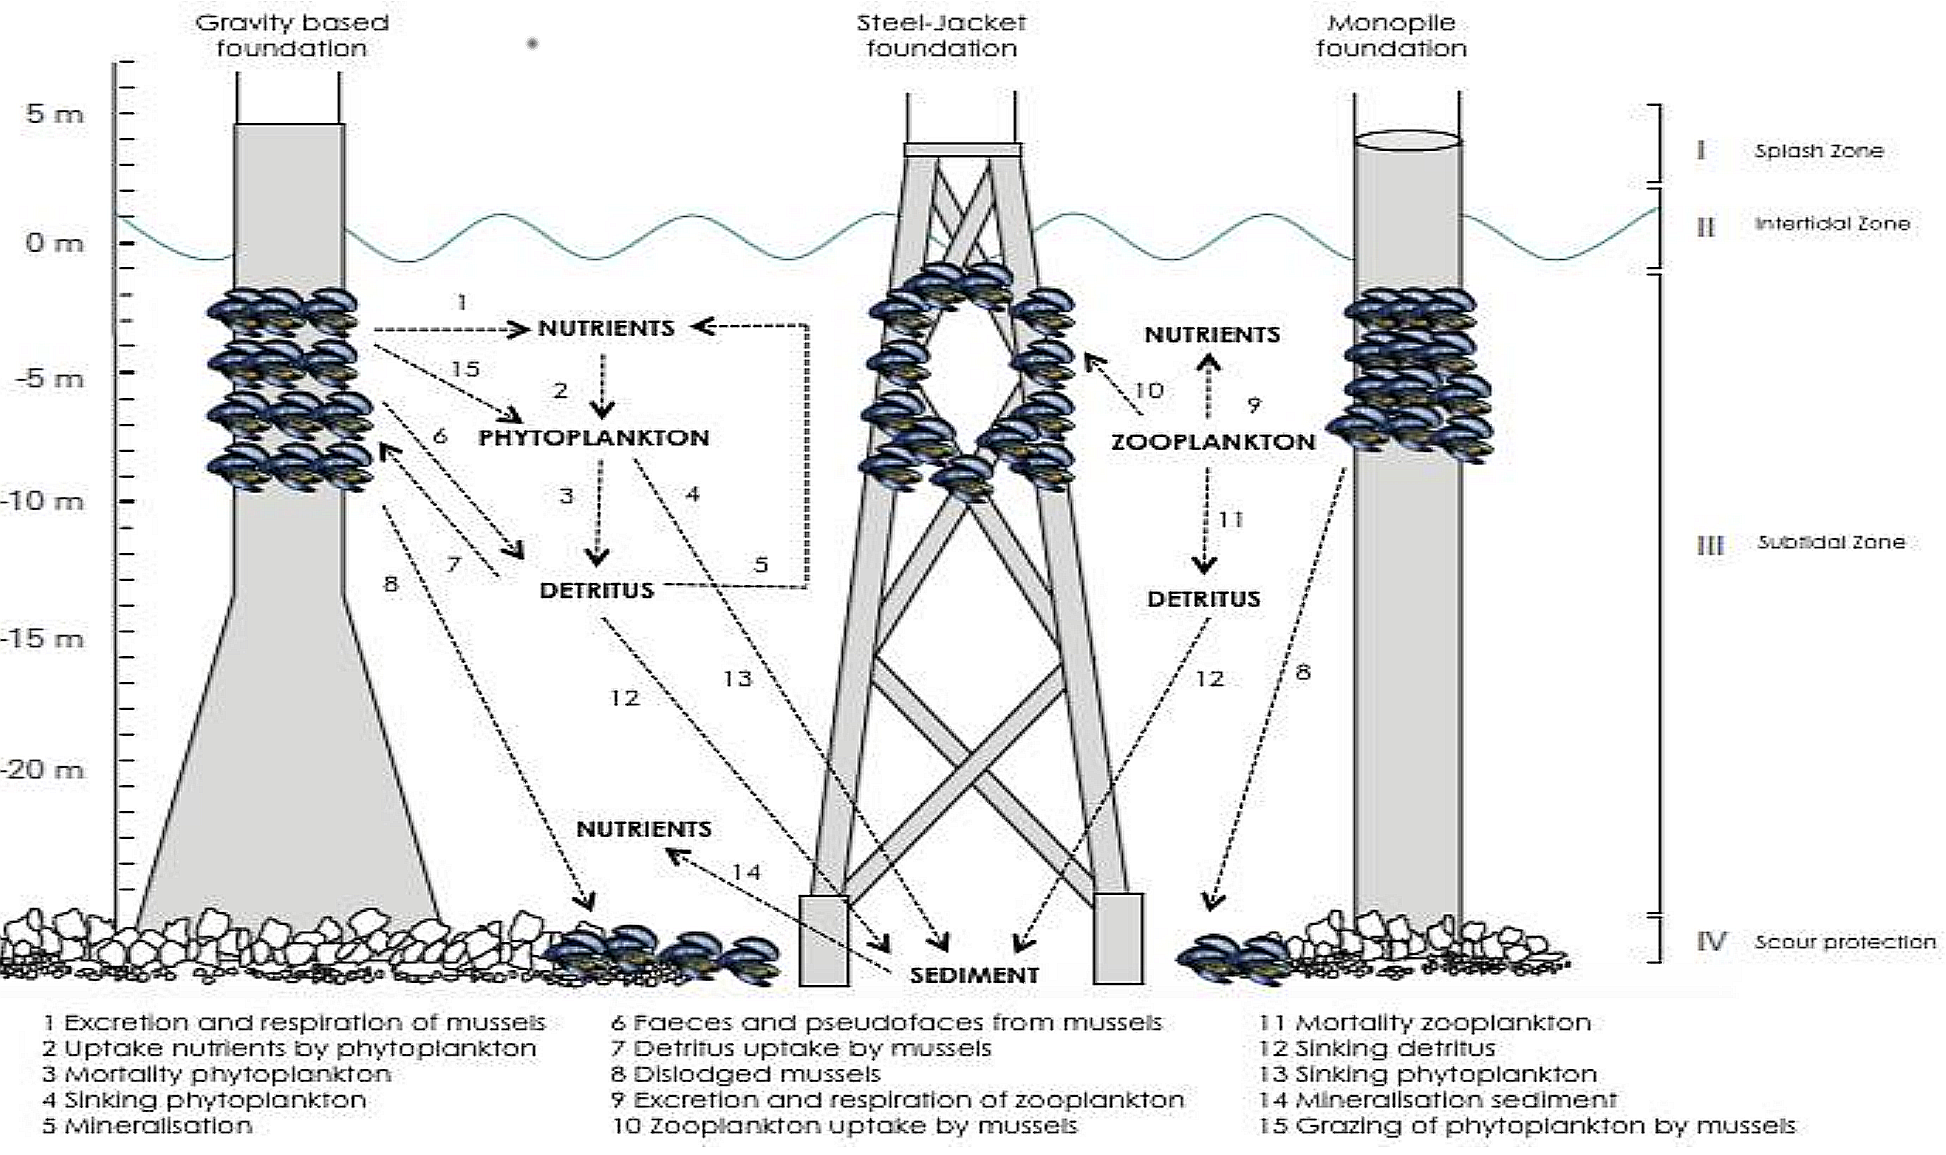 Gravity based
foundation
Steel-Jacket
foundation
Monopile
foundation
5 m
0 m
-5 m
-10 m
-15 m
-20 m
I Splash Zone
II Intertidal Zone
III Subtidal Zone
IV Scour protection
1
NUTRIENTS
15
2
PHYTOPLANKTON
6
3
4
7
8
DETRITUS
5
12
13
NUTRIENTS
14
SEDIMENT
NUTRIENTS
10
9
ZOOPLANKTON
11
DETRITUS
12
8
1 Excretion and respiration of mussels
2 Uptake nutrients by phytoplankton
3 Mortality phytoplankton
4 Sinking phytoplankton
5 Mineralisation
6 Faeces and pseudofaces from mussels
7 Detritus uptake by mussels
8 Dislodged mussels
9 Excretion and respiration of zooplankton
10 Zooplankton uptake by mussels
11 Mortality zooplankton
12 Sinking detritus
13 Sinking phytoplankton
14 Mineralisation sediment
15 Grazing of phytoplankton by mussels